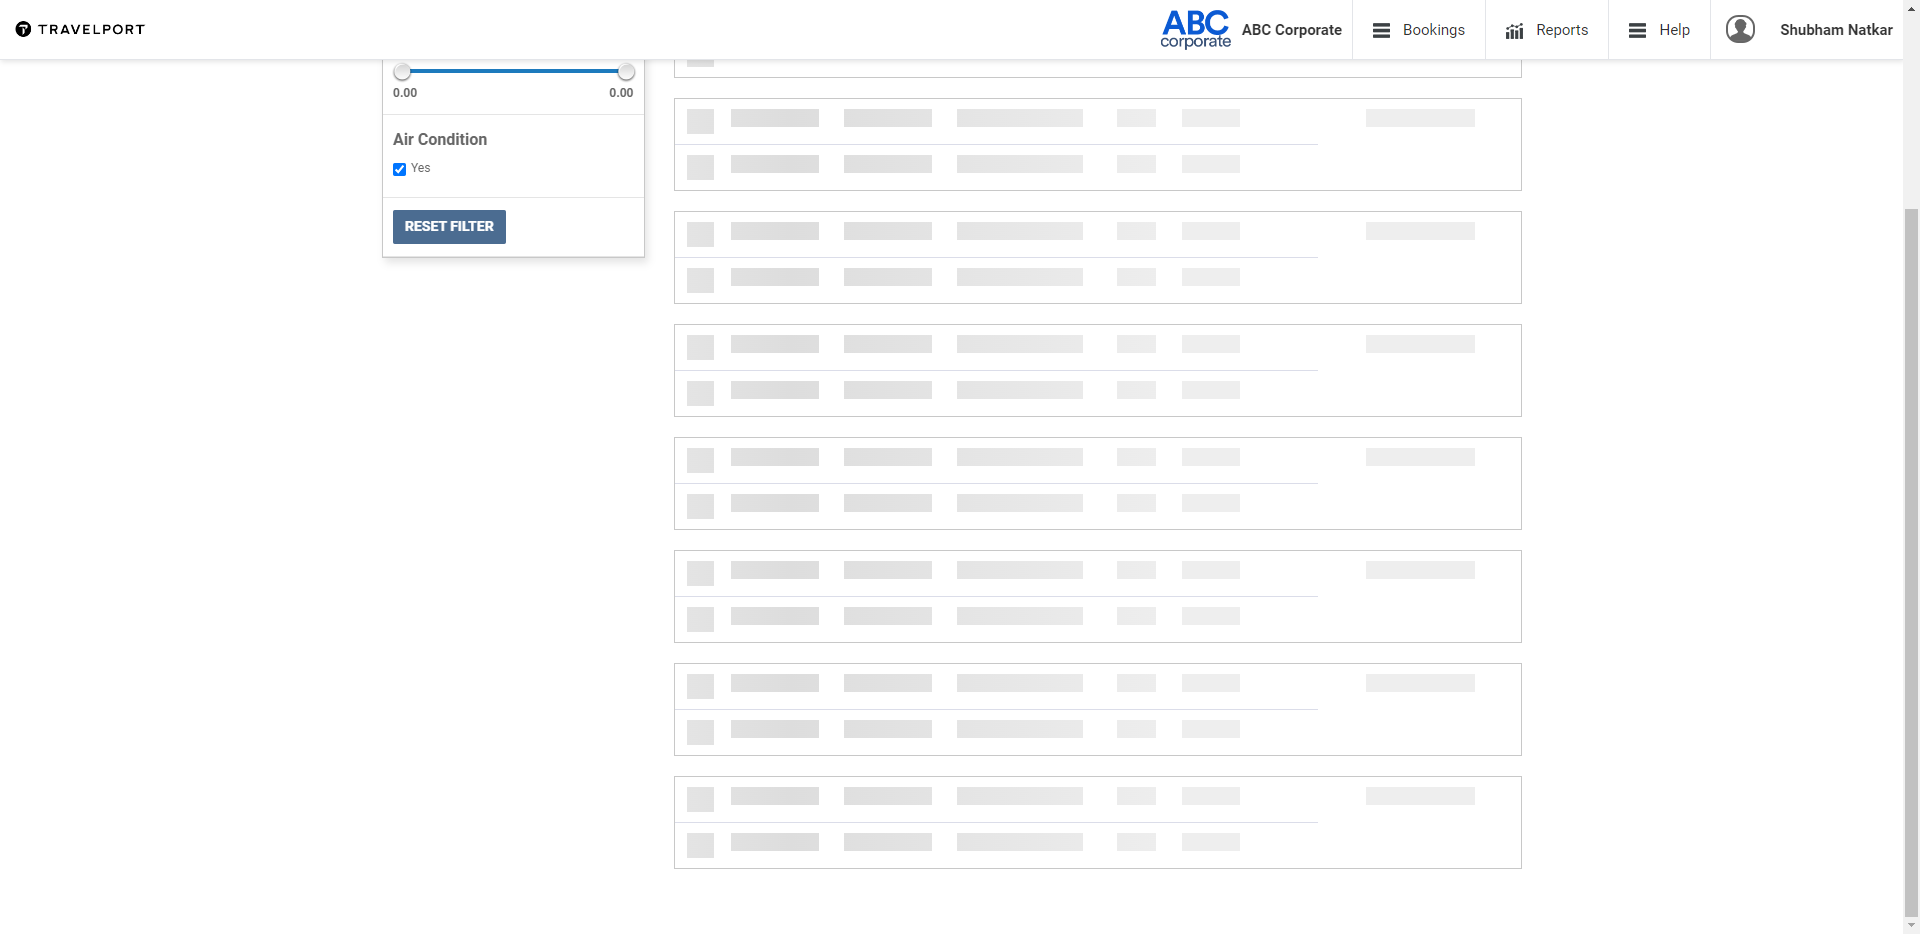 TRAVELPORT
ABC corporate
ABC Corporate
Bookings
Reports
Help
Shubham Natkar
0.00 0.00
Air Condition
Yes
RESET FILTER